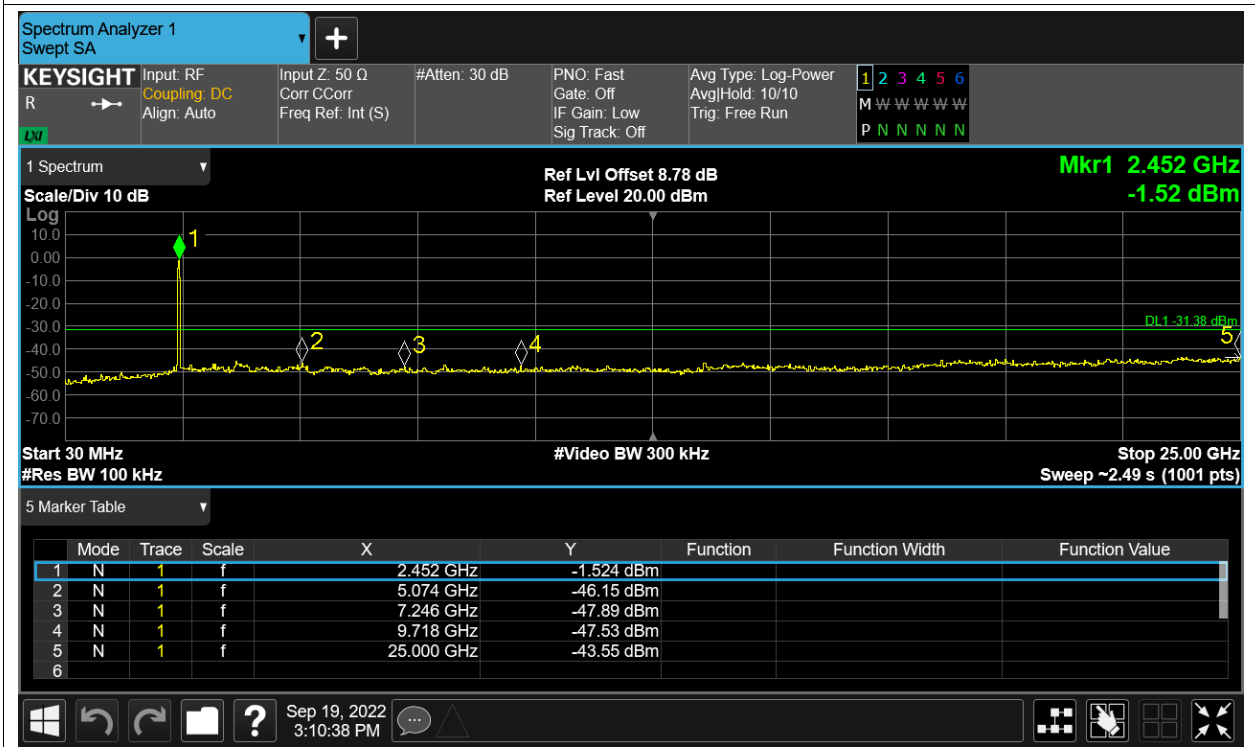 Spectrum Analyzer 1
Swept SA
+
KEYSIGHT Input: RF Input Z: 50 Ω #Atten: 30 dB PNO: Fast Avg Type: Log-Power 1 2 3 4 5 6
R Coupling: DC Corr CCorr Gate: Off Avg|Hold: 10/10 M W W W W W
Align: Auto Freq Ref: Int (S) IF Gain: Low Trig: Free Run
LXI Sig Track: Off P N N N N N
1 Spectrum Ref Lvl Offset 8.78 dB Mkr1 2.452 GHz
Scale/Div 10 dB Ref Level 20.00 dBm -1.52 dBm
Log
10.0
1
0.00
-10.0
-20.0
-30.0 DL1 -31.38 dBm
2 3 4 5
-40.0
-50.0
-60.0
-70.0
Start 30 MHz #Video BW 300 kHz Stop 25.00 GHz
#Res BW 100 kHz Sweep ~2.49 s (1001 pts)
5 Marker Table
Mode Trace Scale X Y Function Function Width Function Value
1 N 1 f 2.452 GHz -1.524 dBm
2 N 1 f 5.074 GHz -46.15 dBm
3 N 1 f 7.246 GHz -47.89 dBm
4 N 1 f 9.718 GHz -47.53 dBm
5 N 1 f 25.000 GHz -43.55 dBm
6
? Sep 19, 2022
3:10:38 PM